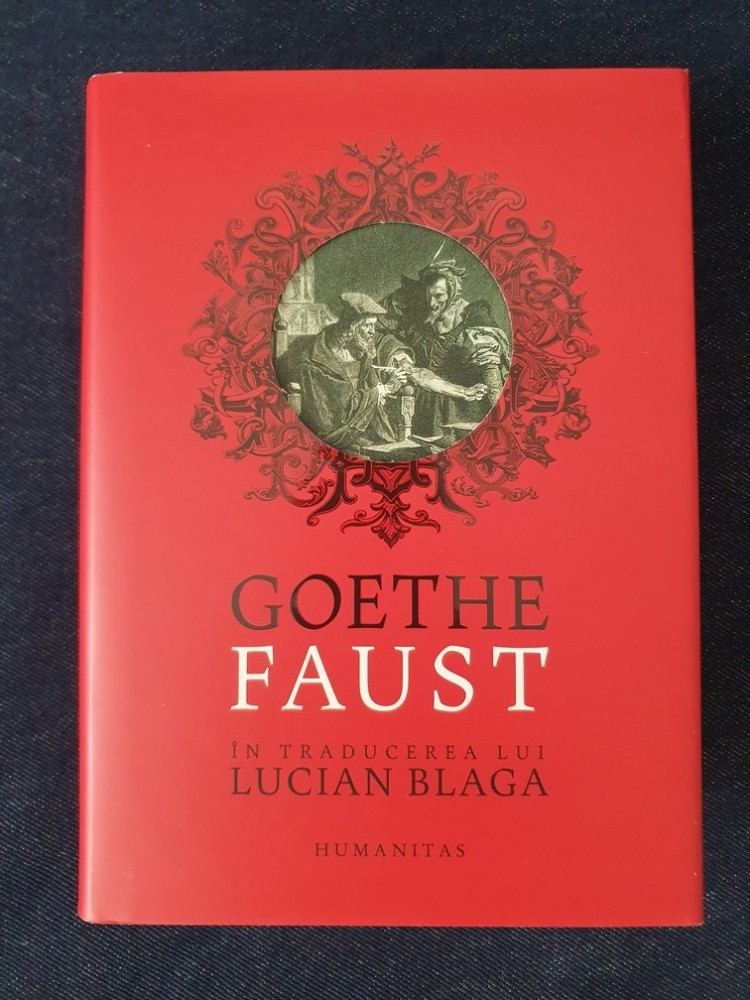 GOETHE
FAUST
ÎN TRADUCEREA LUI
LUCIAN BLAGA
HUMANITAS